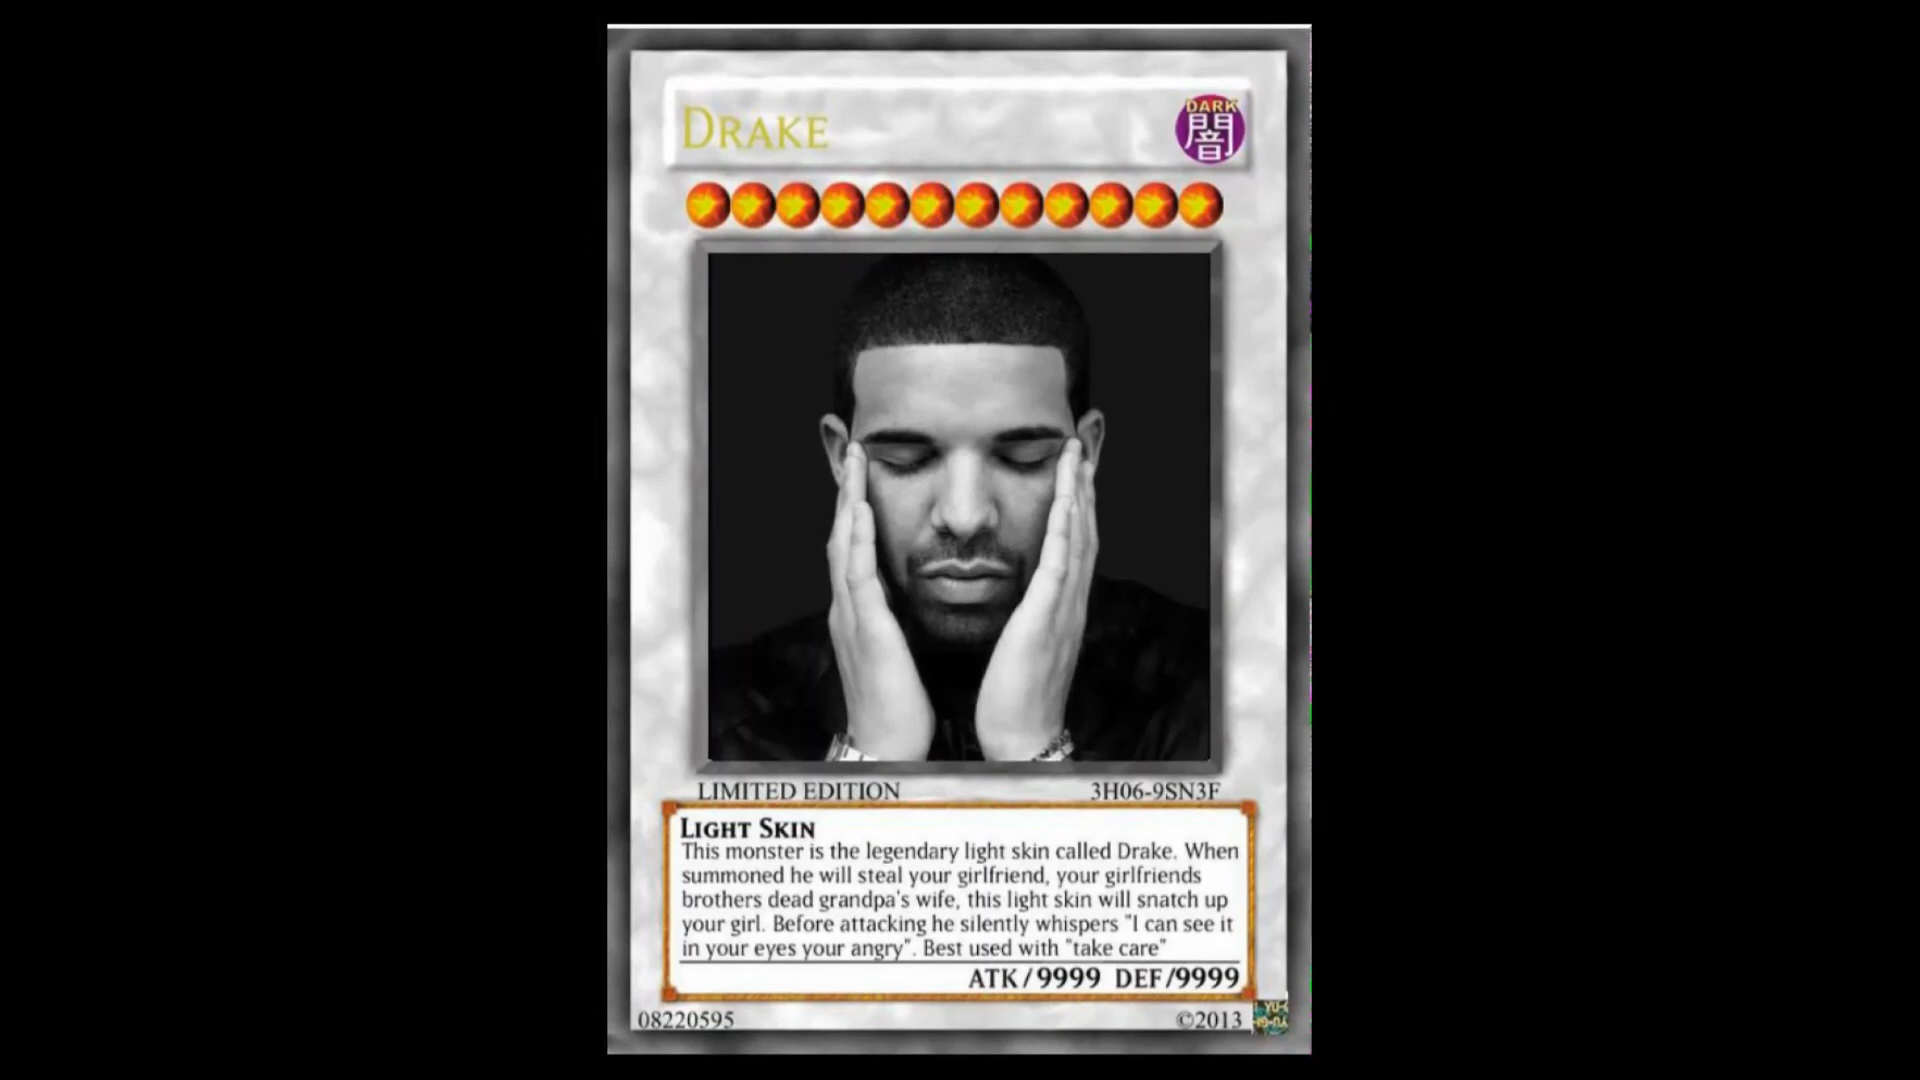 DRAKE
DARK
闇
LIMITED EDITION 3H06-9SN3F
LIGHT SKIN
This monster is the legendary light skin called Drake. When
summoned he will steal your girlfriend, your girlfriends
brothers dead grandpa's wife, this light skin will snatch up
your girl. Before attacking he silently whispers "I can see it
in your eyes your angry". Best used with "take care"
ATK/9999 DEF/9999
08220595 ©2013